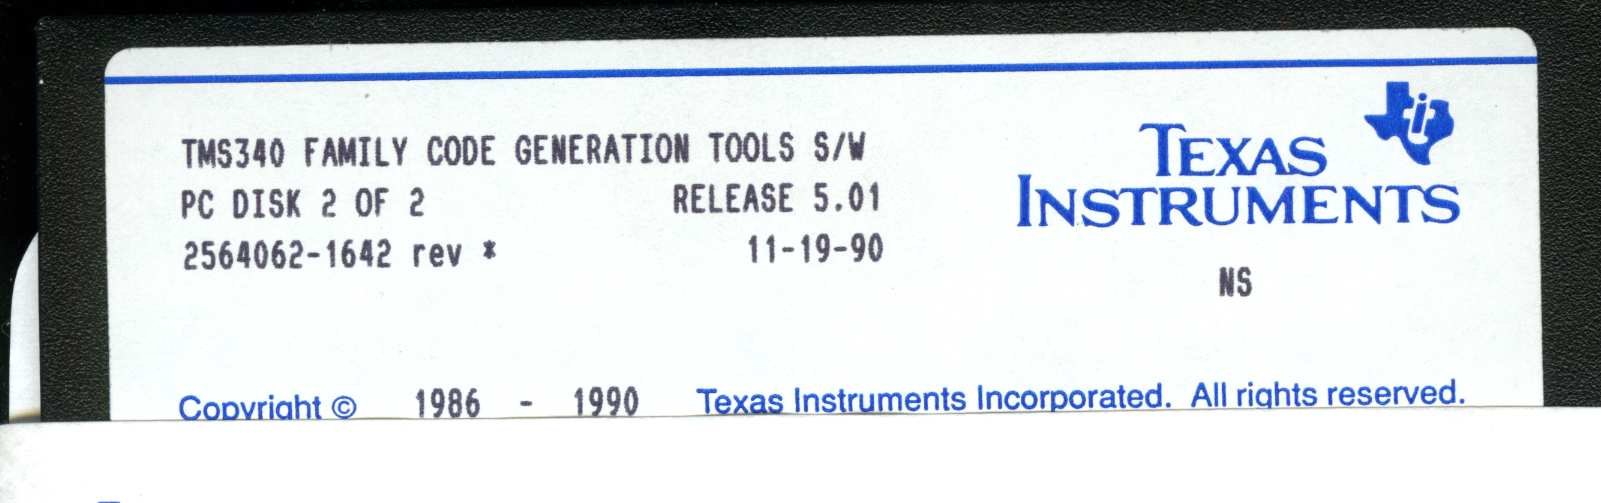 TMS340 FAMILY CODE GENERATION TOOLS S/W
PC DISK 2 OF 2 RELEASE 5.01
2564062-1642 rev * 11-19-90
TEXAS
INSTRUMENTS
NS
Copyright © 1986 - 1990 Texas Instruments Incorporated. All rights reserved.